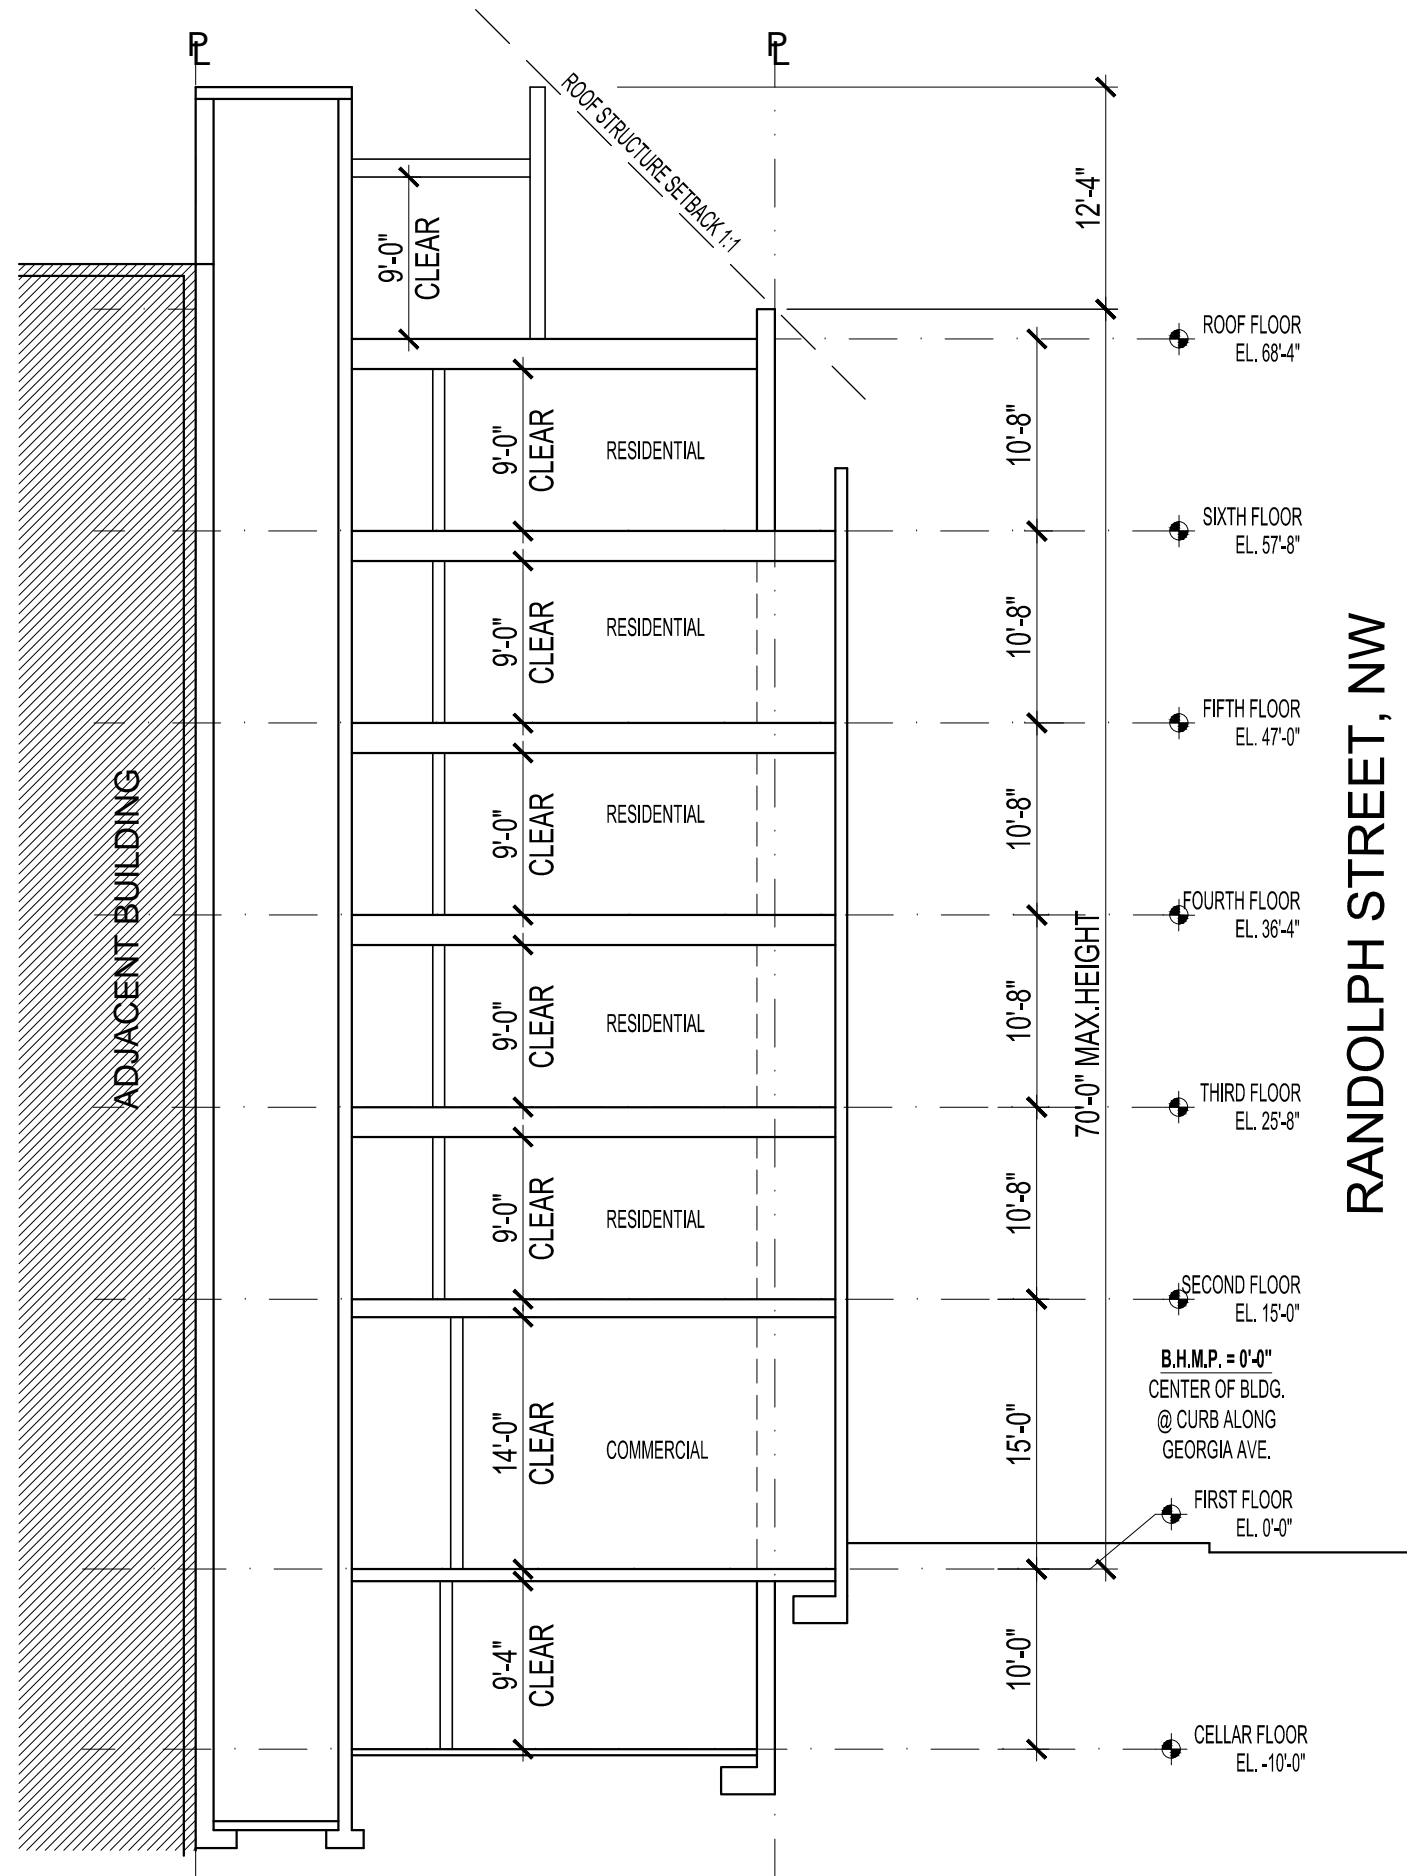 PL
PL
ROOF STRUCTURE SETBACK 1:1
12'-4"
9'-0"
CLEAR
ROOF FLOOR
EL. 68'-4"
9'-0"
CLEAR
RESIDENTIAL
10'-8"
SIXTH FLOOR
EL. 57'-8"
9'-0"
CLEAR
RESIDENTIAL
10'-8"
FIFTH FLOOR
EL. 47'-0"
9'-0"
CLEAR
RESIDENTIAL
10'-8"
FOURTH FLOOR
EL. 36'-4"
ADJACENT BUILDING
70'-0" MAX.HEIGHT
RANDOLPH STREET, NW
9'-0"
CLEAR
RESIDENTIAL
10'-8"
THIRD FLOOR
EL. 25'-8"
9'-0"
CLEAR
RESIDENTIAL
10'-8"
SECOND FLOOR
EL. 15'-0"
B.H.M.P. = 0'-0"
CENTER OF BLDG.
@ CURB ALONG
GEORGIA AVE.
14'-0"
CLEAR
COMMERCIAL
15'-0"
FIRST FLOOR
EL. 0'-0"
9'-4"
CLEAR
10'-0"
CELLAR FLOOR
EL. -10'-0"